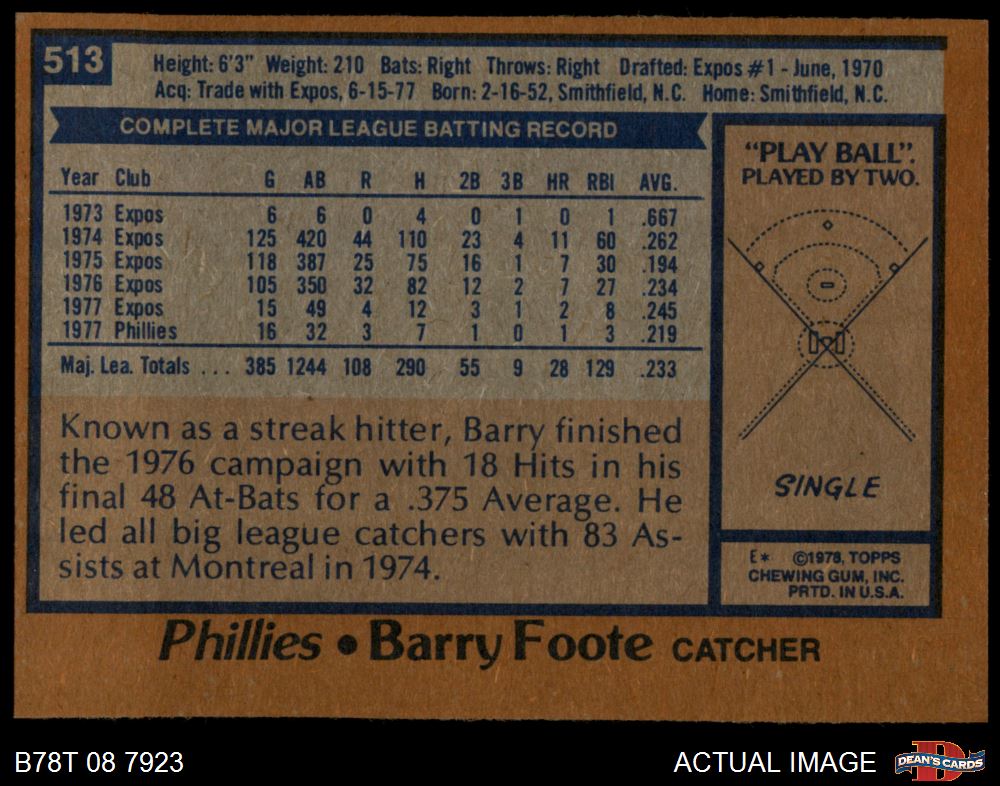 513
Height: 6'3" Weight: 210 Bats: Right Throws: Right Drafted: Expos #1 - June, 1970
Acq: Trade with Expos, 6-15-77 Born: 2-16-52, Smithfield, N.C. Home: Smithfield, N.C.
COMPLETE MAJOR LEAGUE BATTING RECORD
Year Club G AB R H 2B 3B HR RBI AVG.
1973 Expos 6 6 0 4 0 1 0 1 .667
1974 Expos 125 420 44 110 23 4 11 60 .262
1975 Expos 118 387 25 75 16 1 7 30 .194
1976 Expos 105 350 32 82 12 2 7 27 .234
1977 Expos 15 49 4 12 3 1 2 8 .245
1977 Phillies 16 32 3 7 1 0 1 3 .219
Maj. Lea. Totals ... 385 1244 108 290 55 9 28 129 .233
Known as a streak hitter, Barry finished
the 1976 campaign with 18 Hits in his
final 48 At-Bats for a .375 Average. He
led all big league catchers with 83 As-
sists at Montreal in 1974.
"PLAY BALL".
PLAYED BY TWO.
SINGLE
E* ©1978, TOPPS
CHEWING GUM, INC.
PRTD. IN U.S.A.
Phillies • Barry Foote CATCHER
B78T 08 7923
ACTUAL IMAGE
D
DEAN'S CARDS